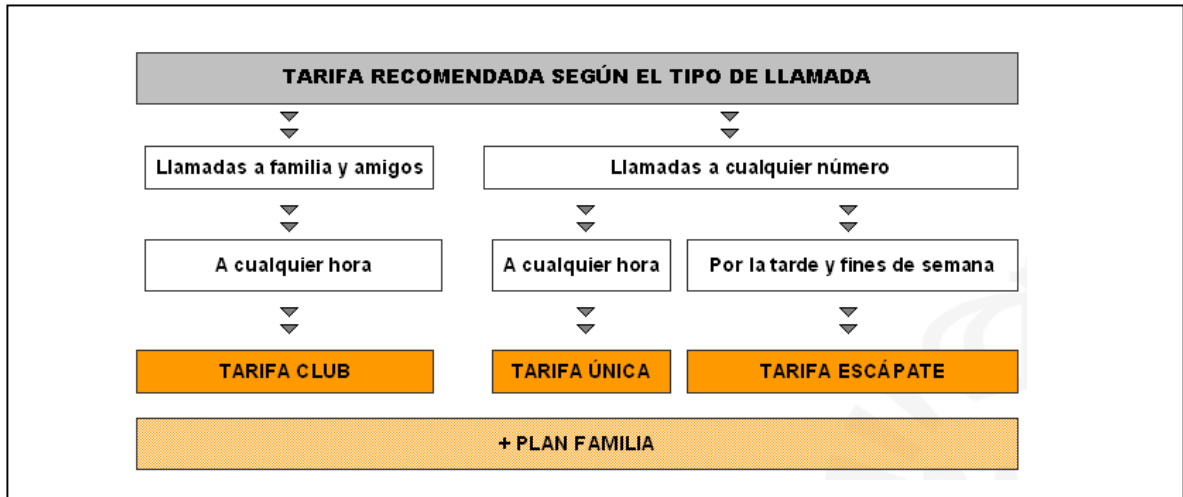 TARIFA RECOMENDADA SEGÚN EL TIPO DE LLAMADA
Llamadas a familia y amigos
Llamadas a cualquier número
A cualquier hora
A cualquier hora
Por la tarde y fines de semana
TARIFA CLUB
TARIFA ÚNICA
TARIFA ESCÁPATE
+ PLAN FAMILIA